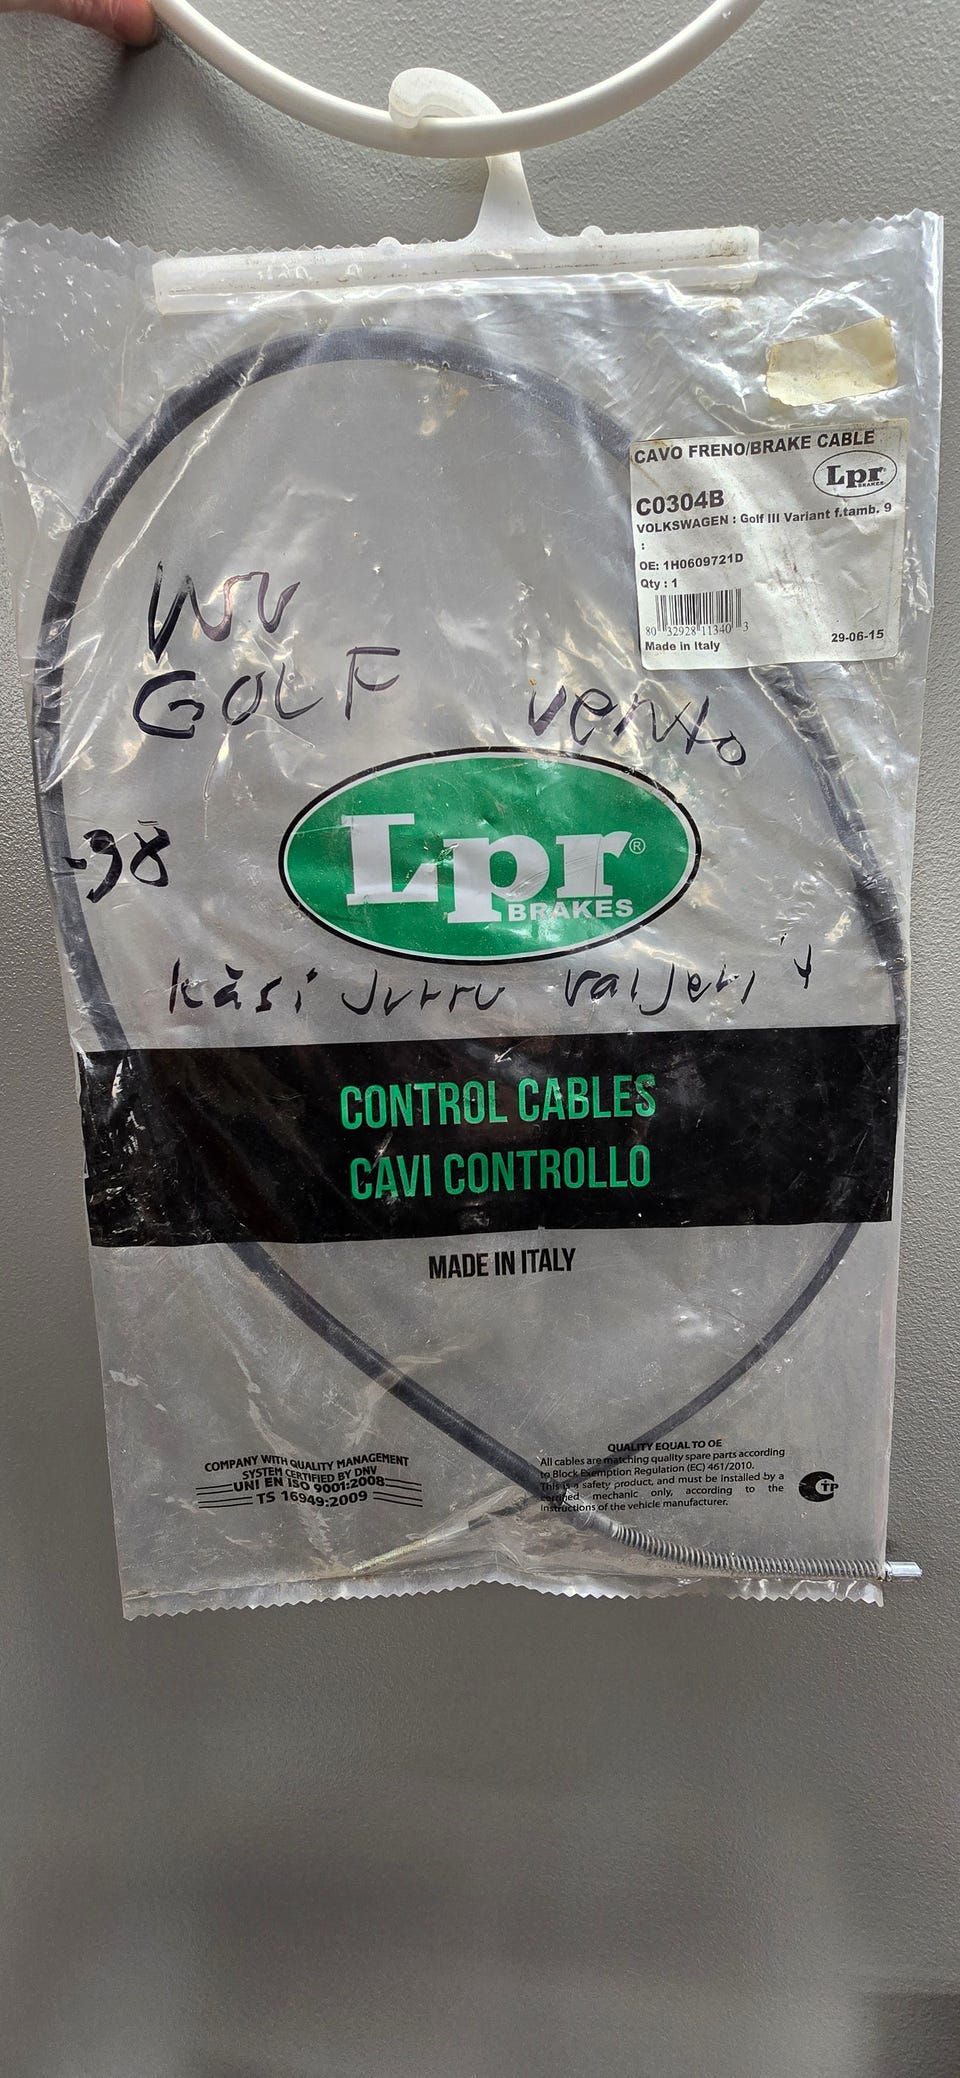 CAVO FRENO/BRAKE CABLE
Lpr
BRAKES
C0304B
VOLKSWAGEN : Golf III Variant f.tamb. 9
:
OE: 1H0609721D
Qty : 1
80 32928 11340 3
Made in Italy
29-06-15
VW
GOLF vento
-98
Lpr®
BRAKES
käsi Jurru vaijeri
CONTROL CABLES
CAVI CONTROLLO
MADE IN ITALY
COMPANY WITH QUALITY MANAGEMENT
SYSTEM CERTIFIED BY DNV
UNI EN ISO 9001:2008
TS 16949:2009
QUALITY EQUAL TO OE
All cables are matching quality spare parts according
to Block Exemption Regulation (EC) 461/2010.
This is a safety product, and must be installed by a
certified mechanic only, according to the
instructions of the vehicle manufacturer.
CTP